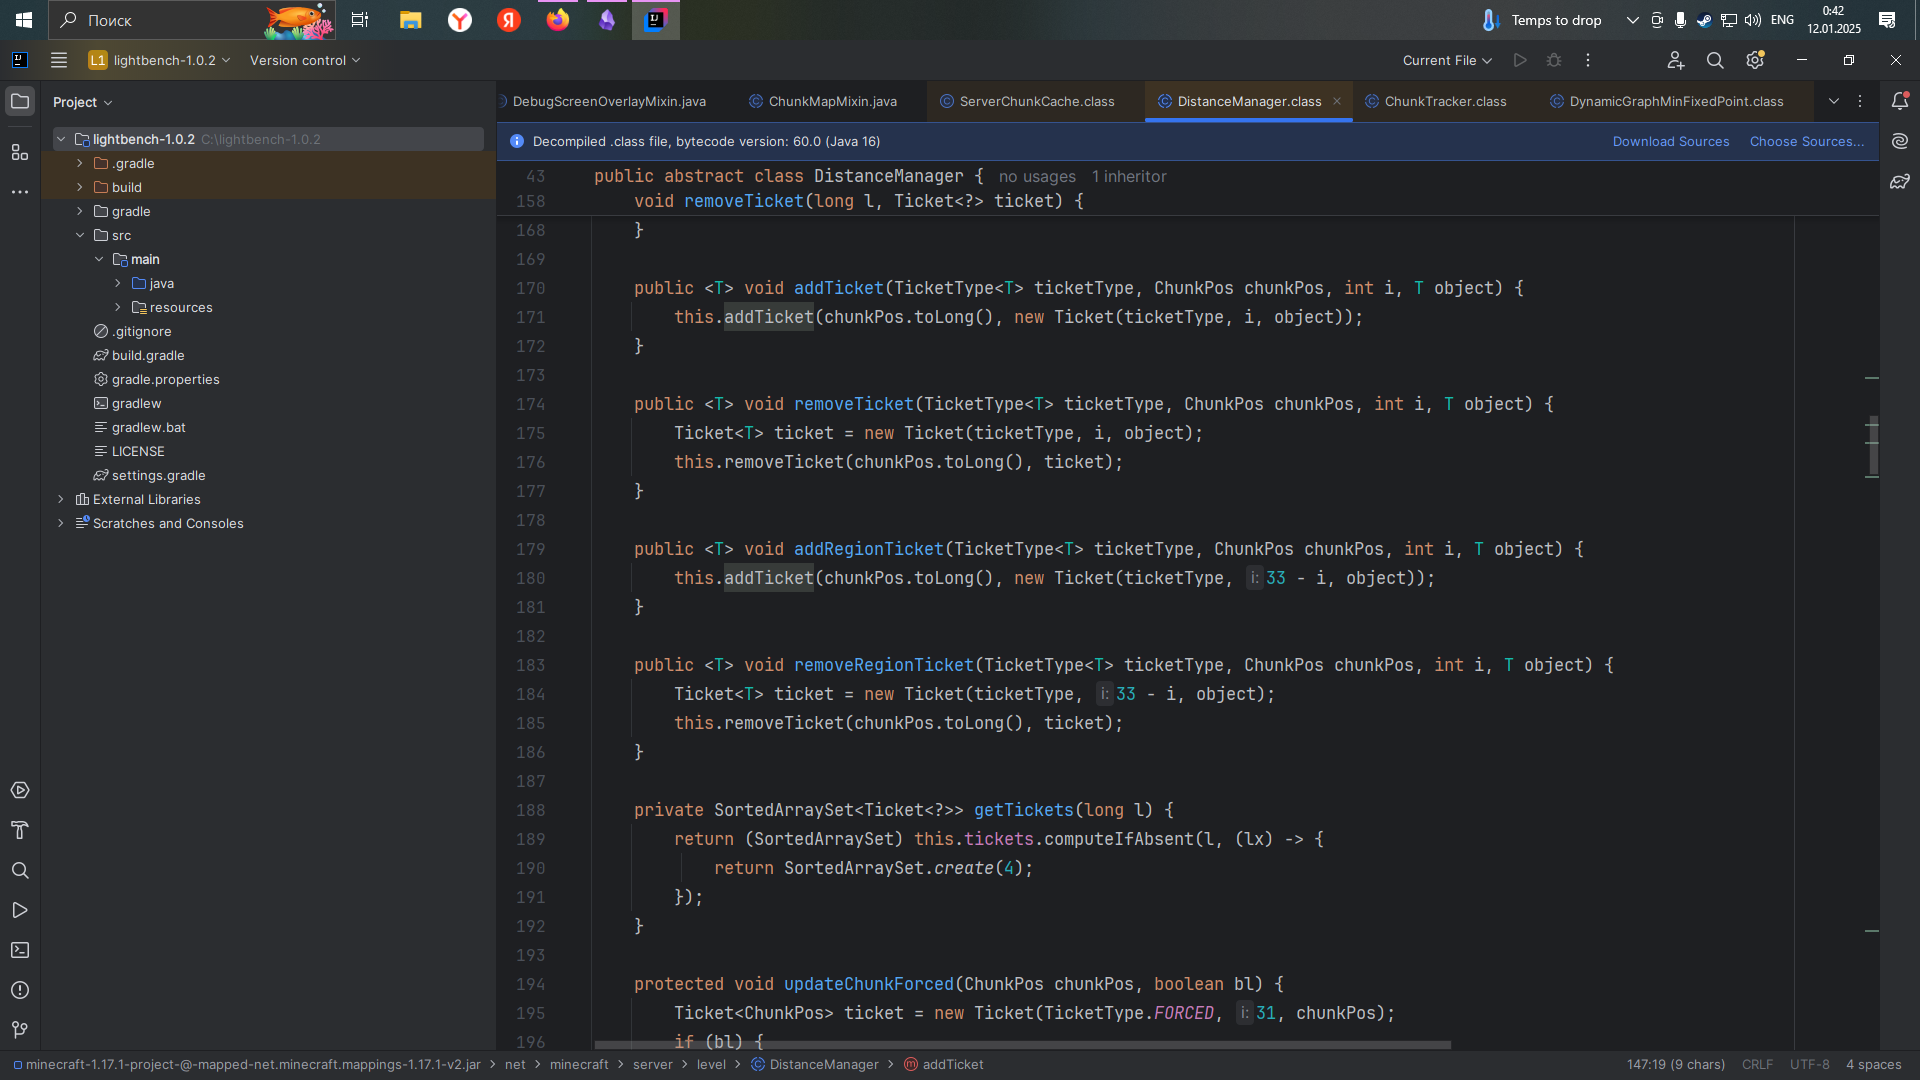 Поиск
Temps to drop
ENG
0:42
12.01.2025
L1 lightbench-1.0.2
Version control
Current File
Project
DebugScreenOverlayMixin.java
ChunkMapMixin.java
ServerChunkCache.class
DistanceManager.class
ChunkTracker.class
DynamicGraphMinFixedPoint.class
Decompiled .class file, bytecode version: 60.0 (Java 16)
Download Sources
Choose Sources...
lightbench-1.0.2 C:\lightbench-1.0.2
.gradle
build
gradle
src
main
java
resources
.gitignore
build.gradle
gradle.properties
gradlew
gradlew.bat
LICENSE
settings.gradle
External Libraries
Scratches and Consoles
43 public abstract class DistanceManager { no usages 1 inheritor
158 void removeTicket(long l, Ticket<?> ticket) {
168 }
169
170 public <T> void addTicket(TicketType<T> ticketType, ChunkPos chunkPos, int i, T object) {
171 this.addTicket(chunkPos.toLong(), new Ticket(ticketType, i, object));
172 }
173
174 public <T> void removeTicket(TicketType<T> ticketType, ChunkPos chunkPos, int i, T object) {
175 Ticket<T> ticket = new Ticket(ticketType, i, object);
176 this.removeTicket(chunkPos.toLong(), ticket);
177 }
178
179 public <T> void addRegionTicket(TicketType<T> ticketType, ChunkPos chunkPos, int i, T object) {
180 this.addTicket(chunkPos.toLong(), new Ticket(ticketType, i: 33 - i, object));
181 }
182
183 public <T> void removeRegionTicket(TicketType<T> ticketType, ChunkPos chunkPos, int i, T object) {
184 Ticket<T> ticket = new Ticket(ticketType, i: 33 - i, object);
185 this.removeTicket(chunkPos.toLong(), ticket);
186 }
187
188 private SortedArraySet<Ticket<?>> getTickets(long l) {
189 return (SortedArraySet) this.tickets.computeIfAbsent(l, (lx) -> {
190 return SortedArraySet.create(4);
191 });
192 }
193
194 protected void updateChunkForced(ChunkPos chunkPos, boolean bl) {
195 Ticket<ChunkPos> ticket = new Ticket(TicketType.FORCED, i: 31, chunkPos);
196 if (bl) {
minecraft-1.17.1-project-@-mapped-net.minecraft.mappings-1.17.1-v2.jar
net
minecraft
server
level
DistanceManager
addTicket
147:19 (9 chars)
CRLF
UTF-8
4 spaces